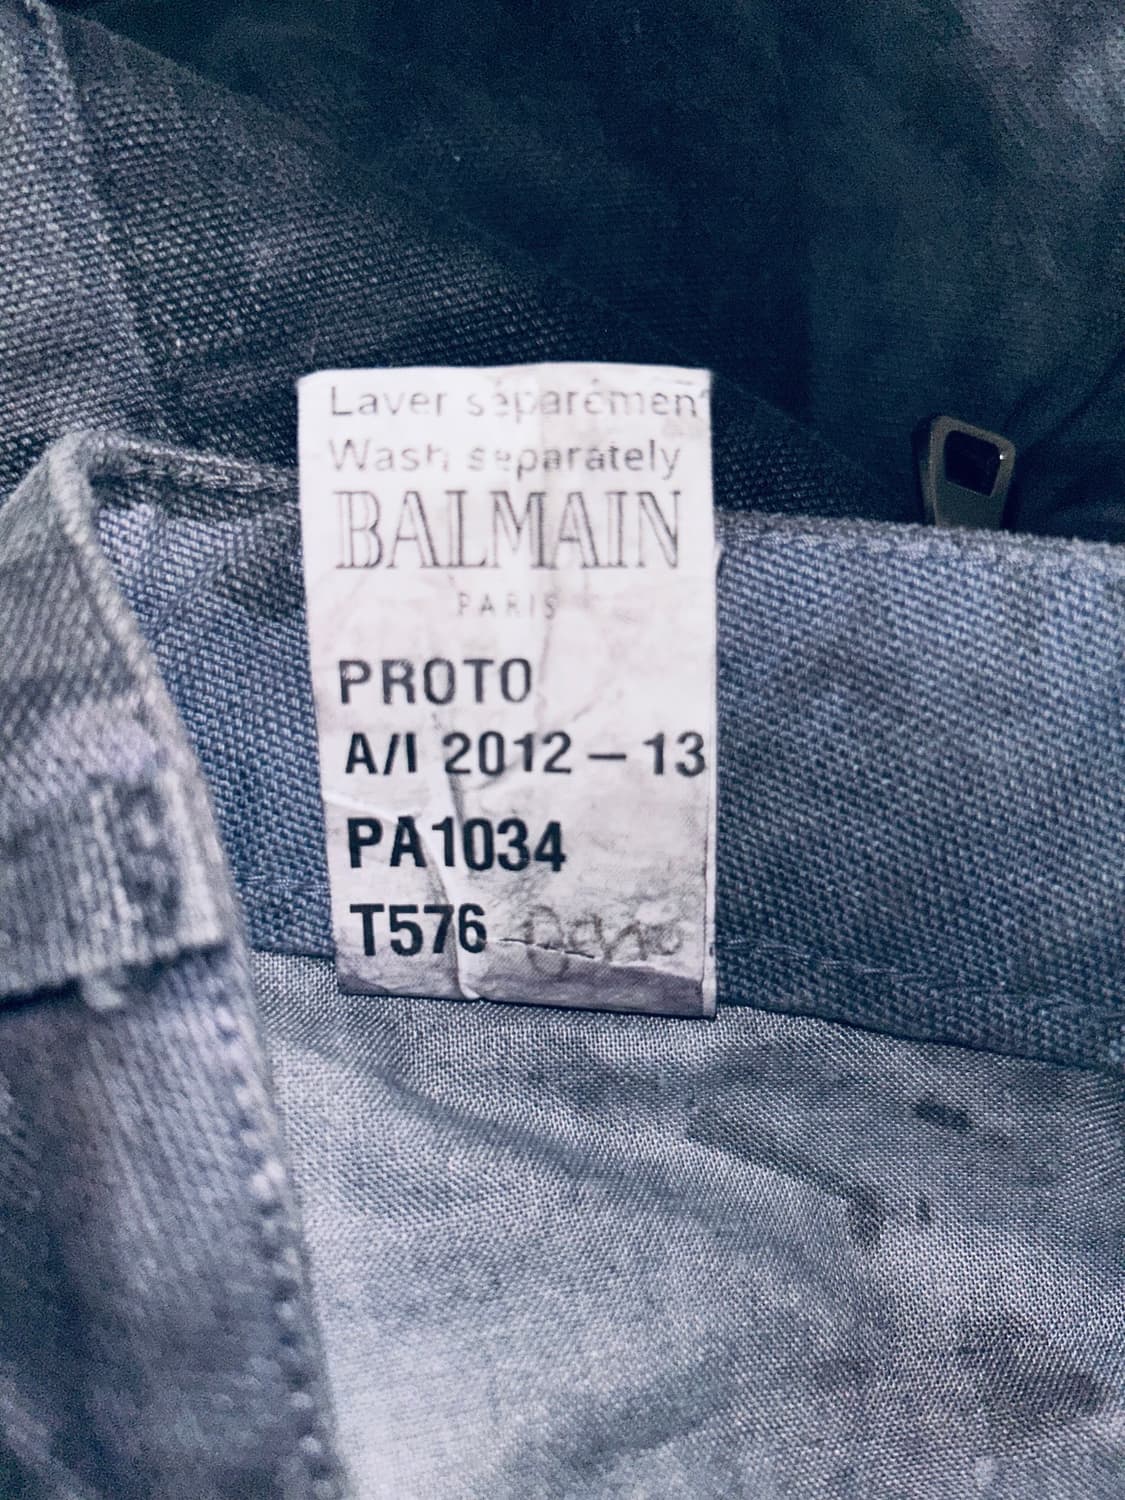 Laver séparémen
Wash separately
BALMAIN
PARIS
PROTO
A/I 2012 – 13
PA1034
T576